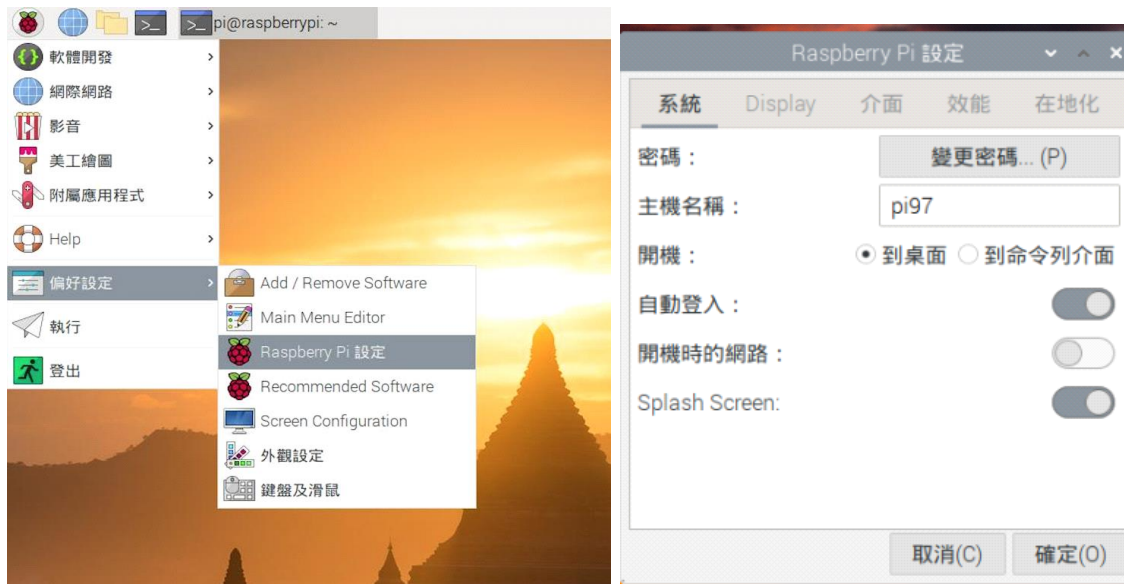 pi@raspberrypi: ~
軟體開發
網際網路
影音
美工繪圖
附屬應用程式
Help
偏好設定
執行
登出
Add / Remove Software
Main Menu Editor
Raspberry Pi 設定
Recommended Software
Screen Configuration
外觀設定
鍵盤及滑鼠
Raspberry Pi 設定
系統 Display 介面 效能 在地化
密碼： 變更密碼... (P)
主機名稱： pi97
開機： 到桌面 到命令列介面
自動登入：
開機時的網路：
Splash Screen:
取消(C) 確定(O)